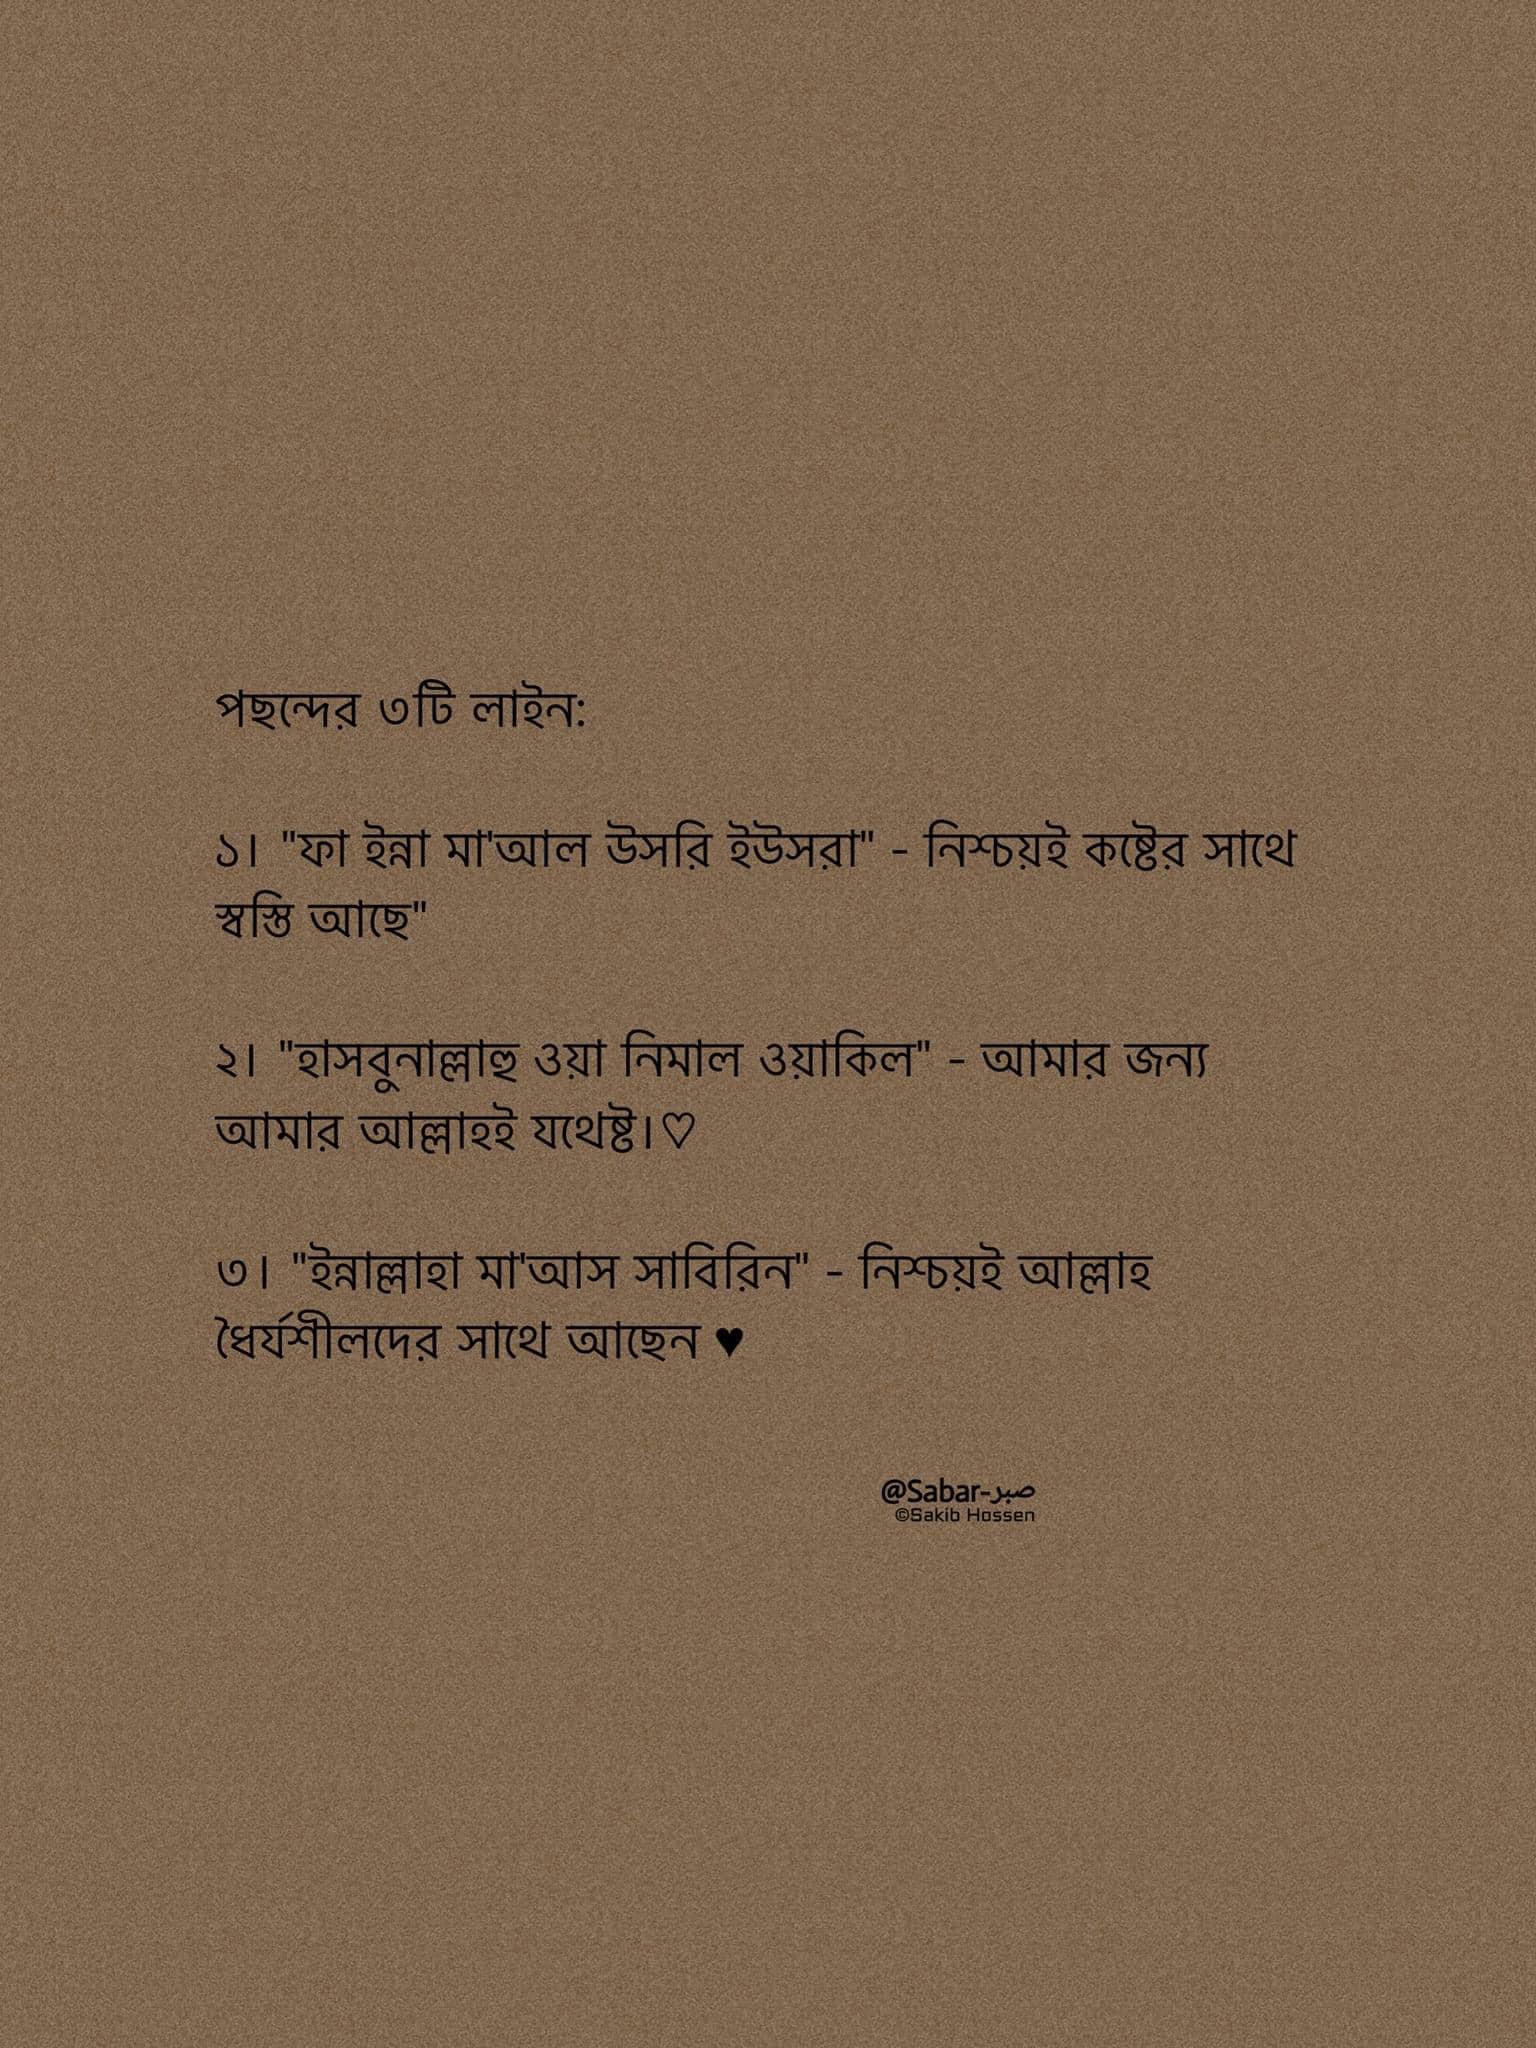 পছন্দের ৩টি লাইন:
১। "ফা ইন্না মা'আল উসরি ইউসরা" - নিশ্চয়ই কষ্টের সাথে
স্বস্তি আছে"
২। "হাসবুনাল্লাহু ওয়া নিমাল ওয়াকিল" - আমার জন্য
আমার আল্লাহই যথেষ্ট।♡
৩। "ইন্নাল্লাহা মা'আস সাবিরিন" - নিশ্চয়ই আল্লাহ
ধৈর্যশীলদের সাথে আছেন ♥
@Sabar-صبر
©Sakib Hossen